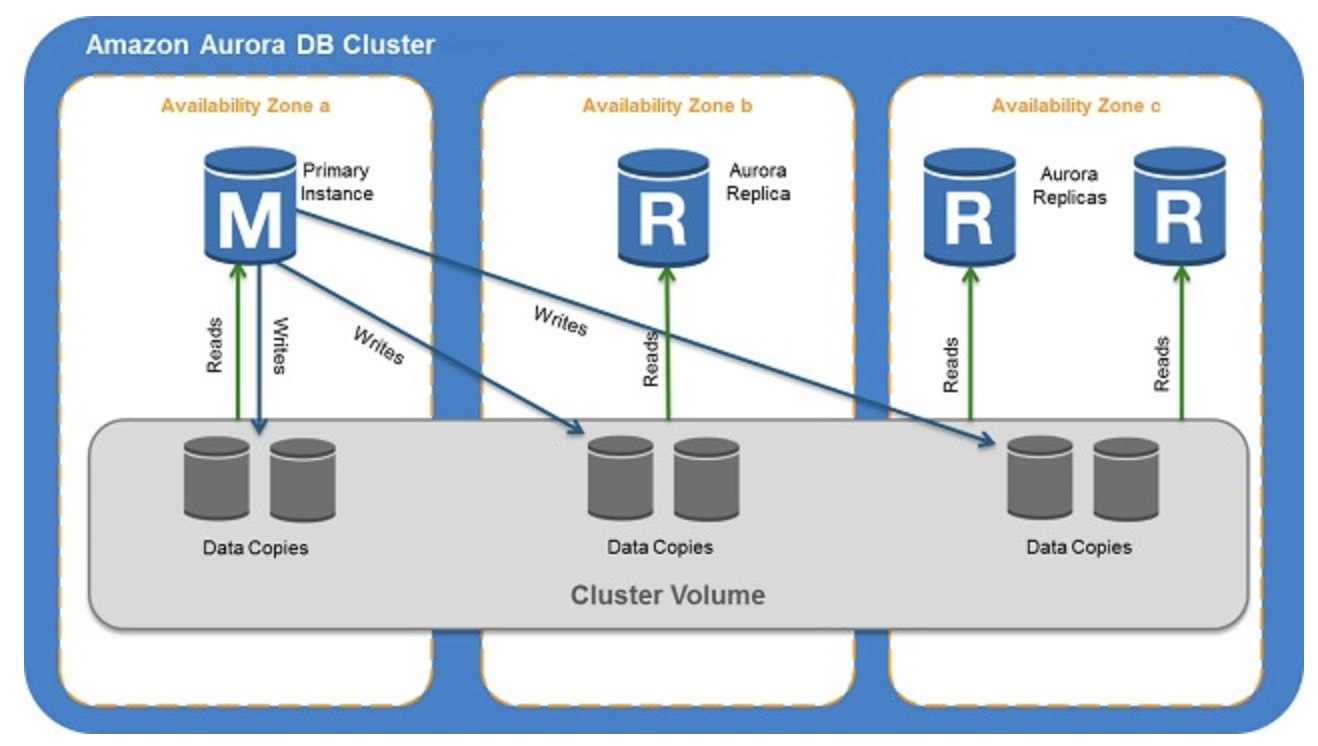 Amazon Aurora DB Cluster
Availability Zone a
Availability Zone b
Availability Zone c
M
Primary
Instance
R
Aurora
Replica
R
Aurora
Replicas
R
Reads
Writes
Writes
Writes
Reads
Reads
Reads
Data Copies
Data Copies
Data Copies
Cluster Volume